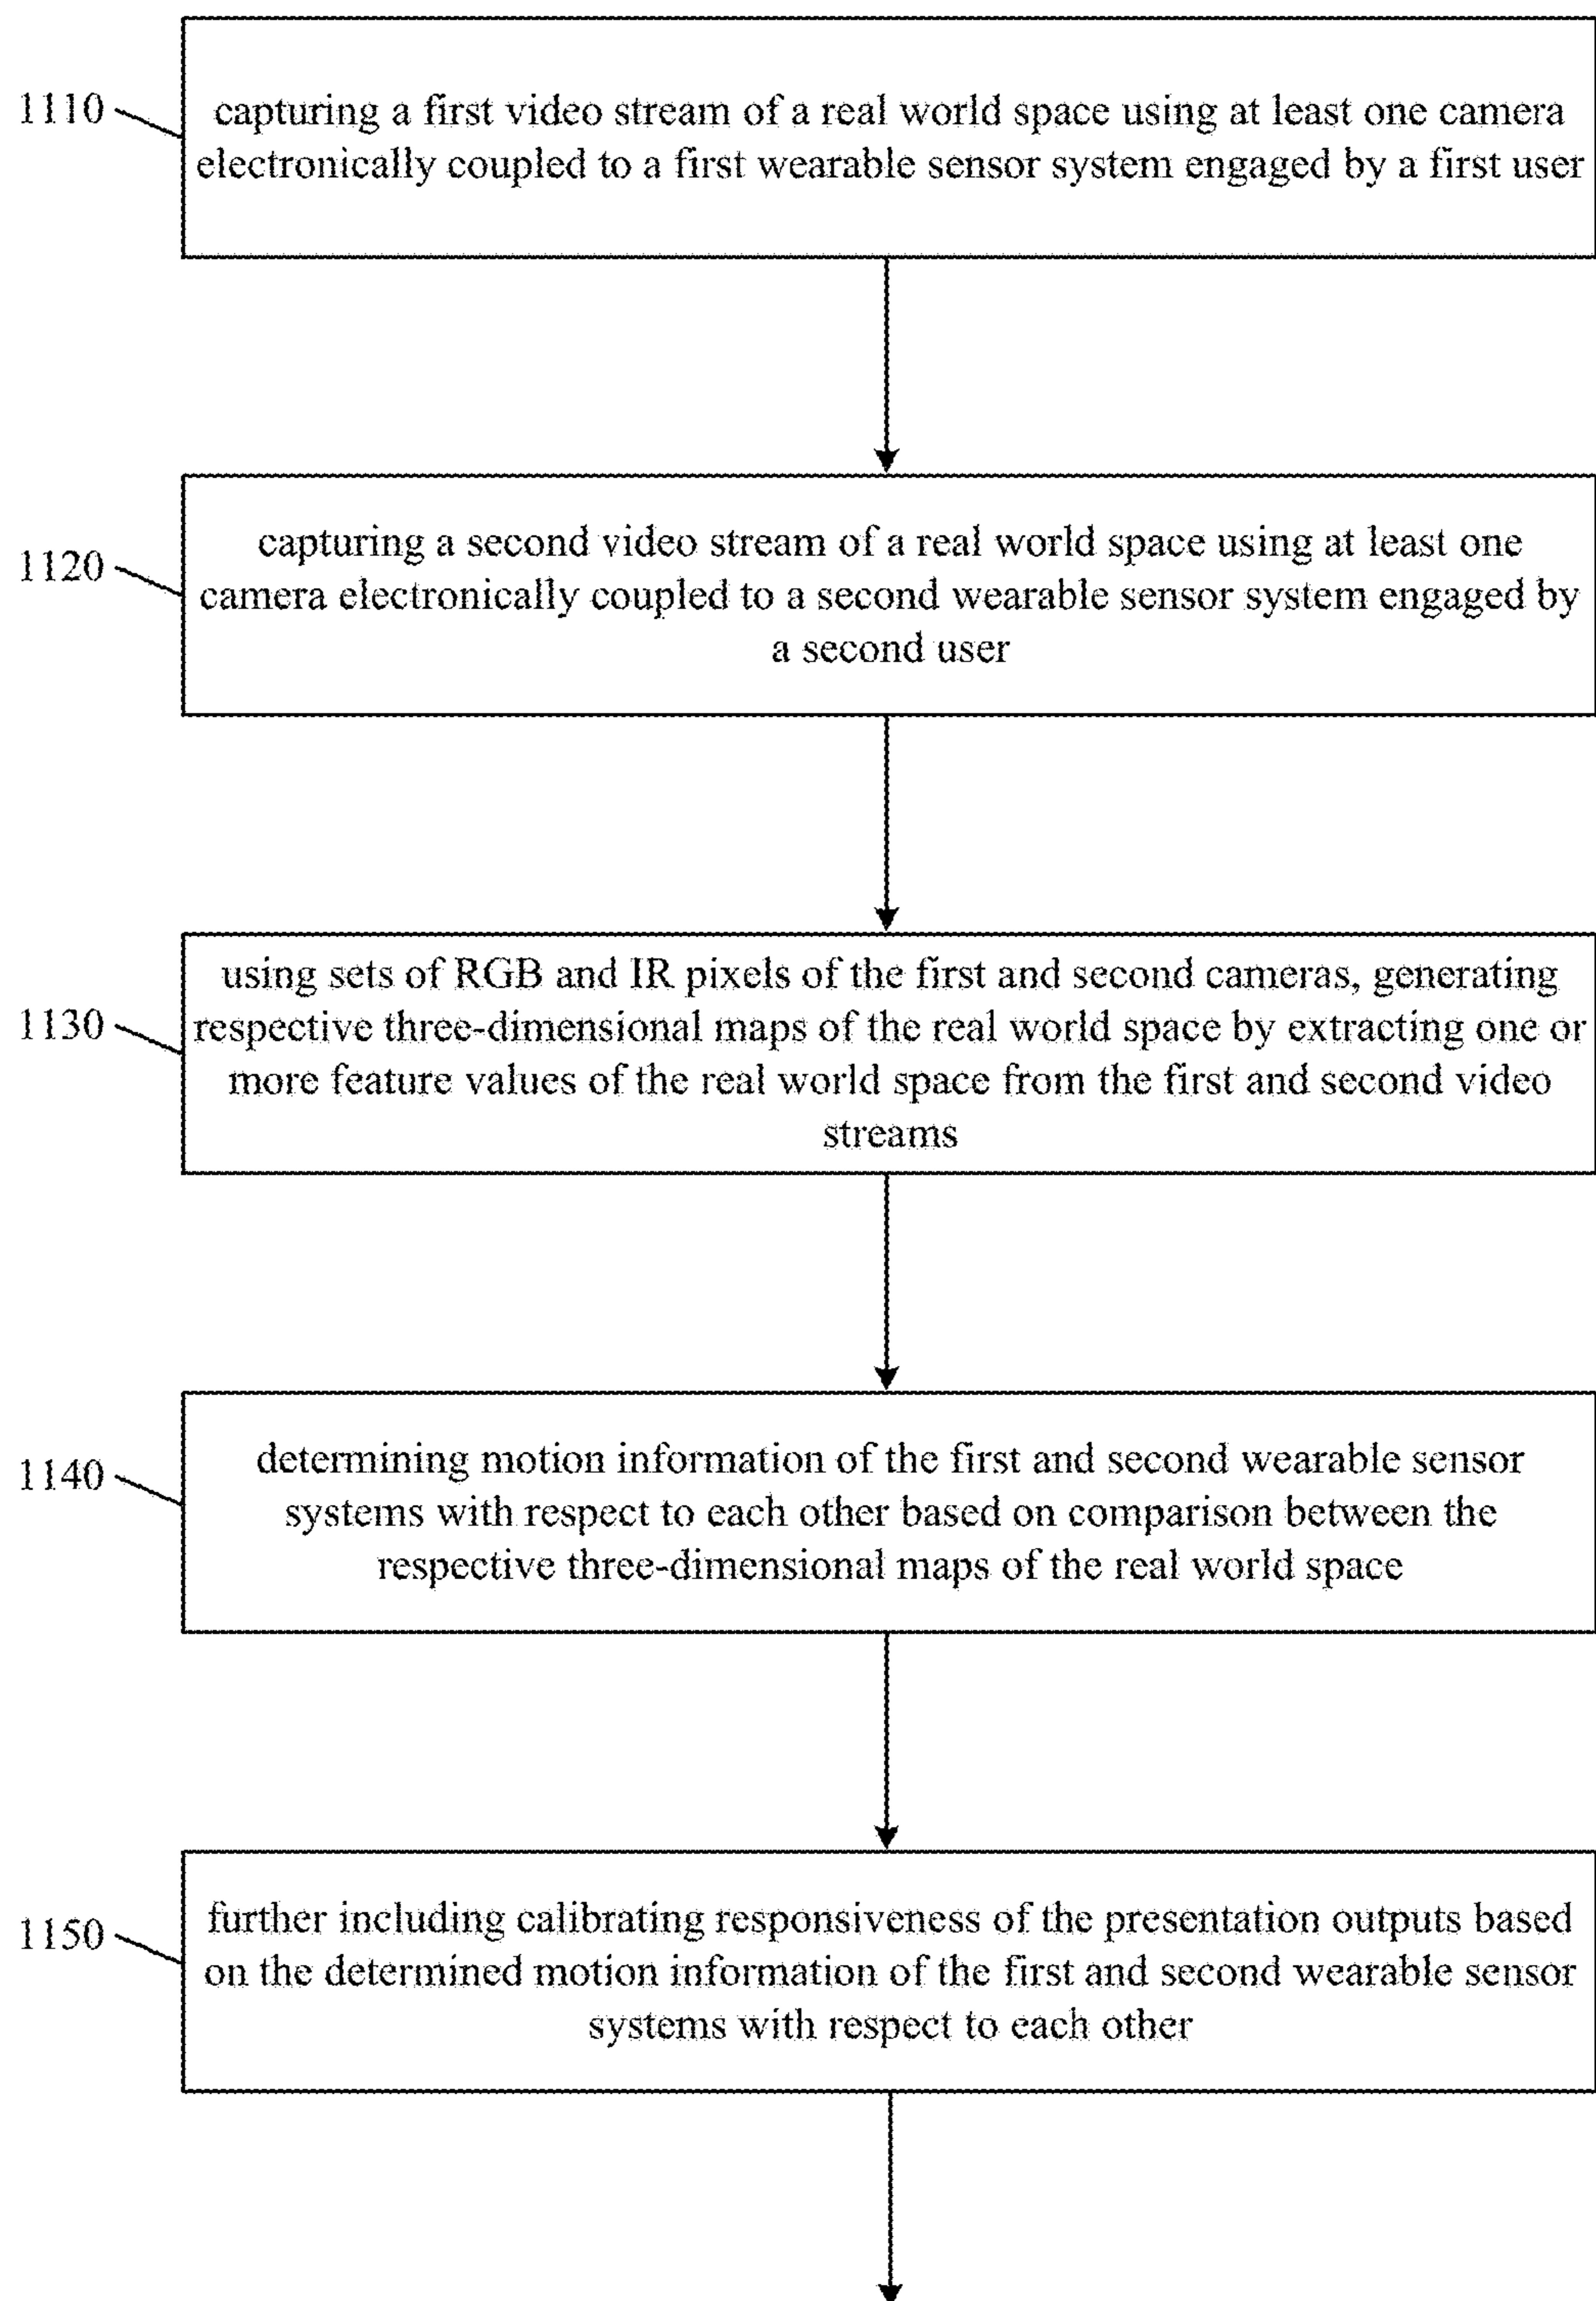 1110
capturing a first video stream of a real world space using at least one camera
electronically coupled to a first wearable sensor system engaged by a first user
1120
capturing a second video stream of a real world space using at least one
camera electronically coupled to a second wearable sensor system engaged by
a second user
1130
using sets of RGB and IR pixels of the first and second cameras, generating
respective three-dimensional maps of the real world space by extracting one or
more feature values of the real world space from the first and second video
streams
1140
determining motion information of the first and second wearable sensor
systems with respect to each other based on comparison between the
respective three-dimensional maps of the real world space
1150
further including calibrating responsiveness of the presentation outputs based
on the determined motion information of the first and second wearable sensor
systems with respect to each other